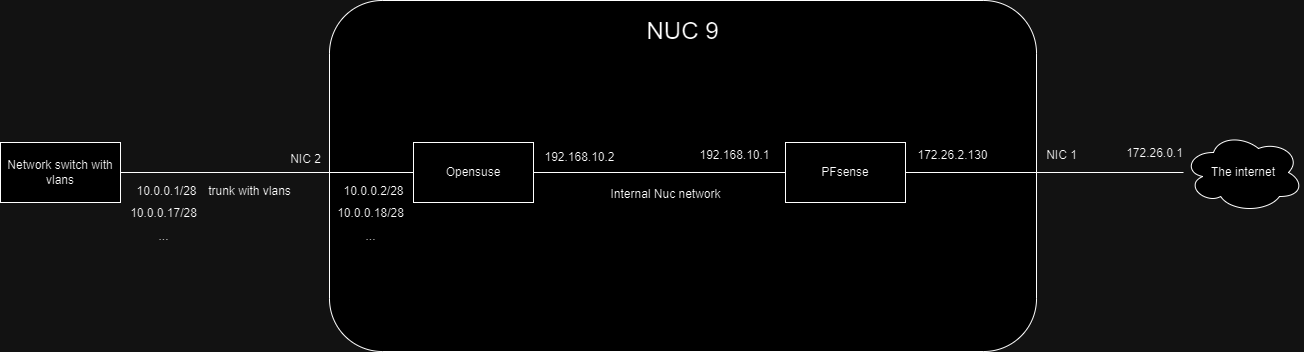 NUC 9
Network switch with
vlans
NIC 2
10.0.0.1/28
trunk with vlans
10.0.0.17/28
...
10.0.0.2/28
10.0.0.18/28
...
Opensuse
192.168.10.2
192.168.10.1
Internal Nuc network
PFsense
172.26.2.130
NIC 1
172.26.0.1
The internet